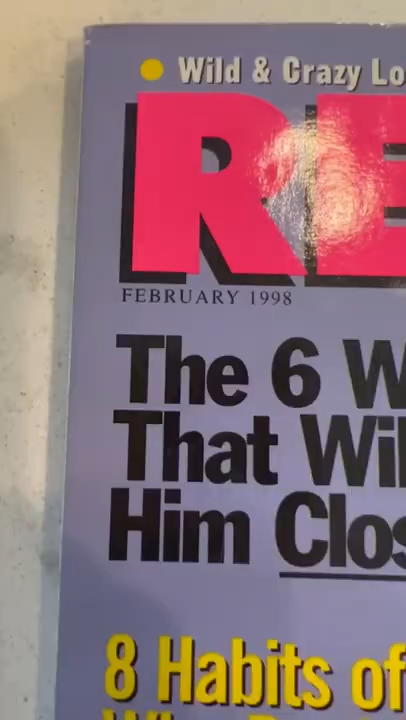 Wild & Crazy Lo
RE
FEBRUARY 1998
The 6 W
That Wil
Him Clos
8 Habits of